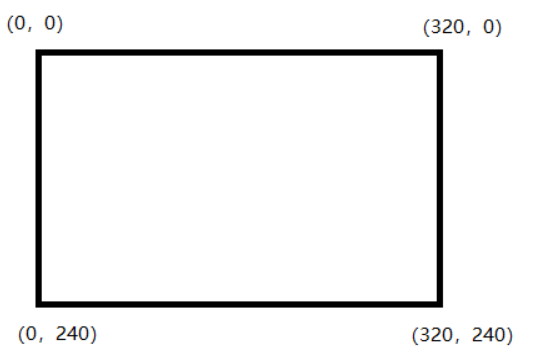 (0, 0)
(320, 0)
(0, 240)
(320, 240)